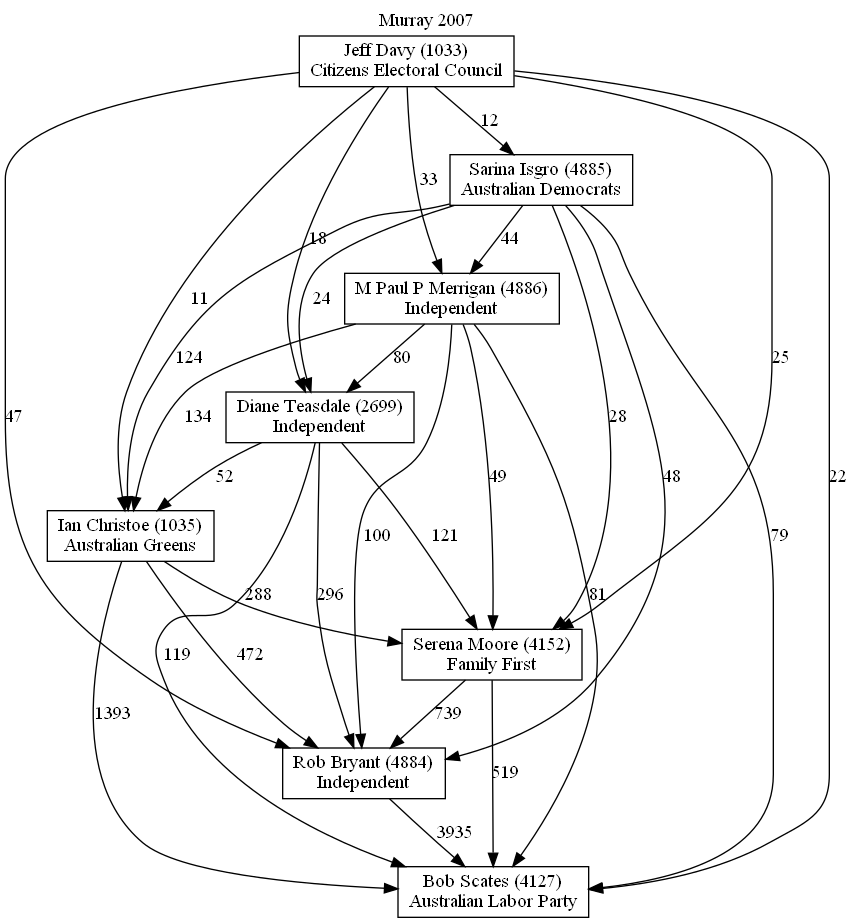 Murray 2007
Jeff Davy (1033)
Citizens Electoral Council
12
Sarina Isgro (4885)
Australian Democrats
33
18
44
M Paul P Merrigan (4886)
Independent
11
24
124
80
25
Diane Teasdale (2699)
Independent
47
134
28
52
49
48
22
Ian Christoe (1035)
Australian Greens
100
121
79
288
296
81
Serena Moore (4152)
Family First
119
472
1393
739
Rob Bryant (4884)
Independent
519
3935
Bob Scates (4127)
Australian Labor Party